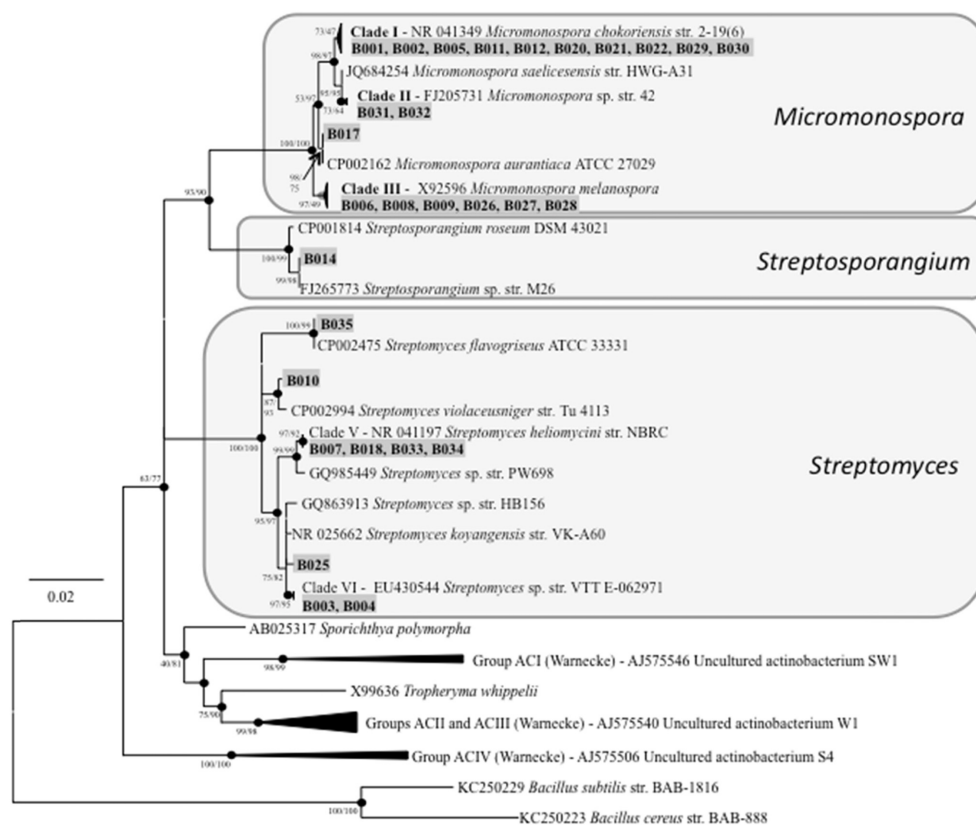 73/47
Clade I - NR 041349 Micromonospora chokoriensis str. 2-19(6)
B001, B002, B005, B011, B012, B020, B021, B022, B029, B030
98/97
JQ684254 Micromonospora saelicesensis str. HWG-A31
95/95
Clade II - FJ205731 Micromonospora sp. str. 42
53/97
73/64
B031, B032
Micromonospora
B017
100/100
CP002162 Micromonospora aurantiaca ATCC 27029
98/
75
Clade III - X92596 Micromonospora melanospora
97/49
B006, B008, B009, B026, B027, B028
93/90
CP001814 Streptosporangium roseum DSM 43021
100/99
B014
Streptosporangium
99/98
FJ265773 Streptosporangium sp. str. M26
100/99
B035
CP002475 Streptomyces flavogriseus ATCC 33331
B010
87/
93
CP002994 Streptomyces violaceusniger str. Tu 4113
97/92
Clade V - NR 041197 Streptomyces heliomycini str. NBRC
100/100
99/99
B007, B018, B033, B034
Streptomyces
GQ985449 Streptomyces sp. str. PW698
63/77
GQ863913 Streptomyces sp. str. HB156
95/97
NR 025662 Streptomyces koyangensis str. VK-A60
B025
75/82
Clade VI - EU430544 Streptomyces sp. str. VTT E-062971
97/95
B003, B004
0.02
AB025317 Sporichthya polymorpha
40/81
98/99
Group ACI (Warnecke) - AJ575546 Uncultured actinobacterium SW1
X99636 Tropheryma whippelii
75/90
Groups ACII and ACIII (Warnecke) - AJ575540 Uncultured actinobacterium W1
99/98
Group ACIV (Warnecke) - AJ575506 Uncultured actinobacterium S4
100/100
KC250229 Bacillus subtilis str. BAB-1816
100/100
KC250223 Bacillus cereus str. BAB-888